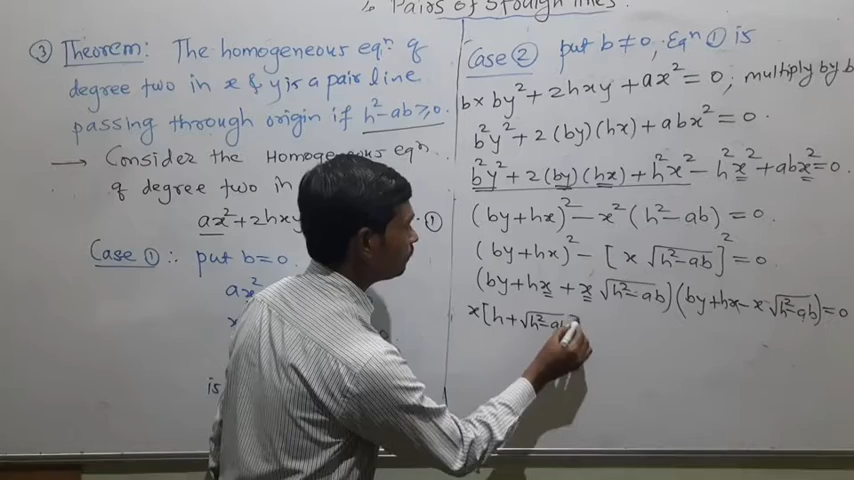 Pairs of Straight lines.
③ Theorem: The homogeneous eqⁿ of
degree two in x & y is a pair line
passing through origin if h²-ab≥0.
→ Consider the Homogeneous eqⁿ
of degree two in
ax²+2hxy ①
Case ①: put b=0.
ax²
is
Case ② put b≠0, Eqⁿ ① is
b× by²+2hxy+ax²=0; multiply by b
b²y²+2(by)(hx)+abx²=0.
b²y²+2(by)(hx)+h²x²-h²x²+abx²=0.
(by+hx)²-x²(h²-ab)=0.
(by+hx)²-[x√h²-ab]²=0.
(by+hx+x√h²-ab)(by+hx-x√h²-ab)=0
x[h+√h²-ab